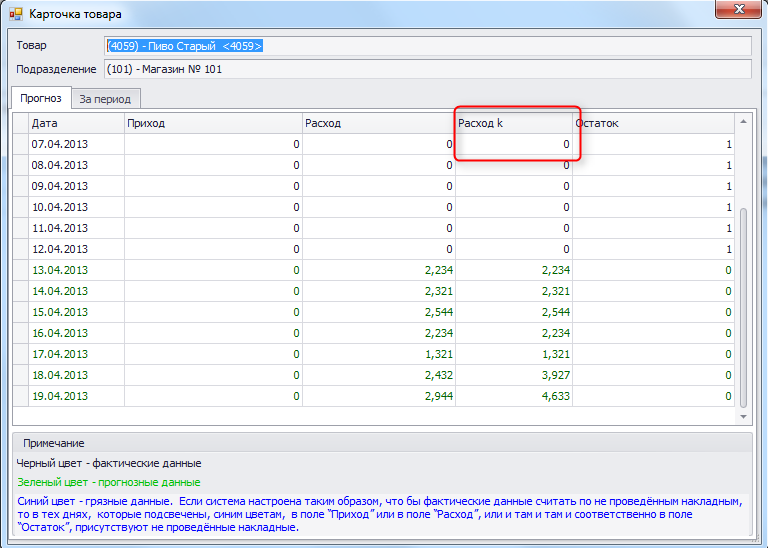 Карточка товара
Товар (4059) - Пиво Старый <4059>
Подразделение (101) - Магазин № 101
Прогноз За период
Дата Приход Расход Расход k Остаток
07.04.2013 0 0 0 1
08.04.2013 0 0 0 1
09.04.2013 0 0 0 1
10.04.2013 0 0 0 1
11.04.2013 0 0 0 1
12.04.2013 0 0 0 1
13.04.2013 0 2,234 2,234 0
14.04.2013 0 2,321 2,321 0
15.04.2013 0 2,544 2,544 0
16.04.2013 0 2,234 2,234 0
17.04.2013 0 1,321 1,321 0
18.04.2013 0 2,432 3,927 0
19.04.2013 0 2,944 4,633 0
Примечание
Черный цвет - фактические данные
Зеленый цвет - прогнозные данные
Синий цвет - грязные данные. Если система настроена таким образом, что бы фактические данные считать по не проведённым накладным,
то в тех днях, которые подсвечены, синим цветам, в поле "Приход" или в поле "Расход", или и там и там и соответственно в поле
"Остаток", присутствуют не проведённые накладные.